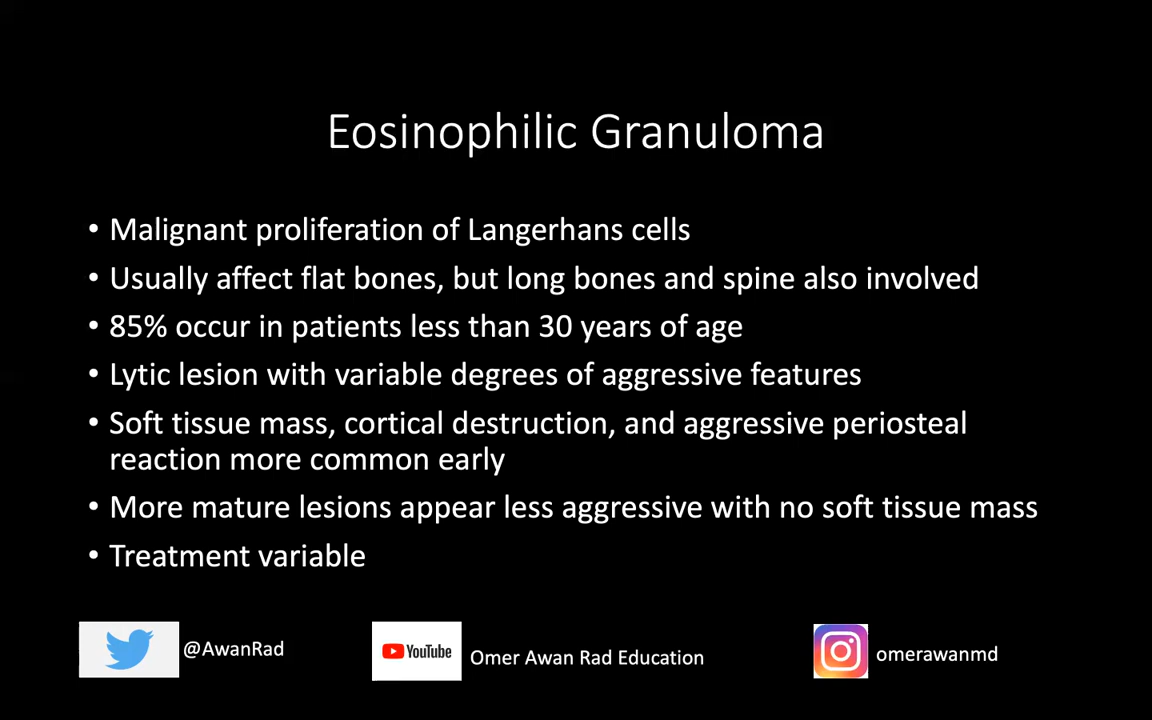 Eosinophilic Granuloma
• Malignant proliferation of Langerhans cells
• Usually affect flat bones, but long bones and spine also involved
• 85% occur in patients less than 30 years of age
• Lytic lesion with variable degrees of aggressive features
• Soft tissue mass, cortical destruction, and aggressive periosteal
reaction more common early
• More mature lesions appear less aggressive with no soft tissue mass
• Treatment variable
@AwanRad
YouTube
Omer Awan Rad Education
omerawanmd